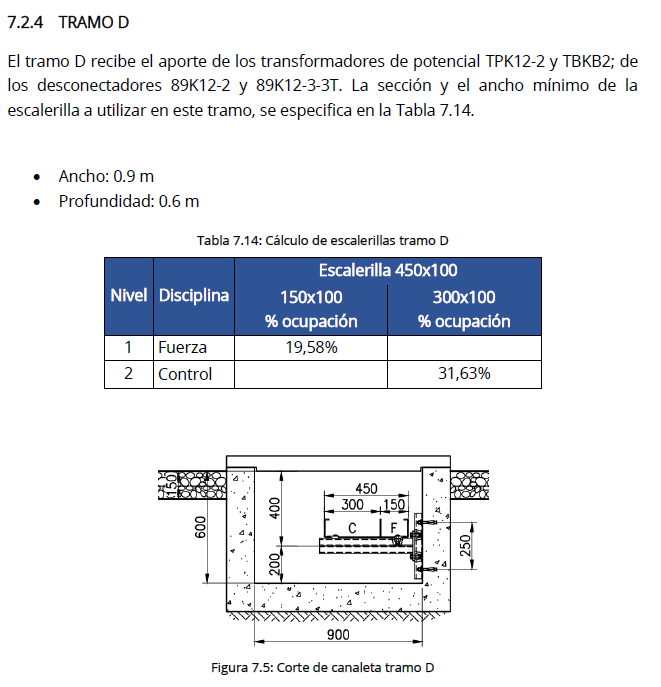 7.2.4 TRAMO D
El tramo D recibe el aporte de los transformadores de potencial TPK12-2 y TBKB2; de
los desconectadores 89K12-2 y 89K12-3-3T. La sección y el ancho mínimo de la
escalerilla a utilizar en este tramo, se especifica en la Tabla 7.14.
• Ancho: 0.9 m
• Profundidad: 0.6 m
Tabla 7.14: Cálculo de escalerillas tramo D
Escalerilla 450x100
Nivel Disciplina 150x100 300x100
% ocupación % ocupación
1 Fuerza 19,58%
2 Control 31,63%
150
600
400
200
450
300 150
C F
250
900
Figura 7.5: Corte de canaleta tramo D